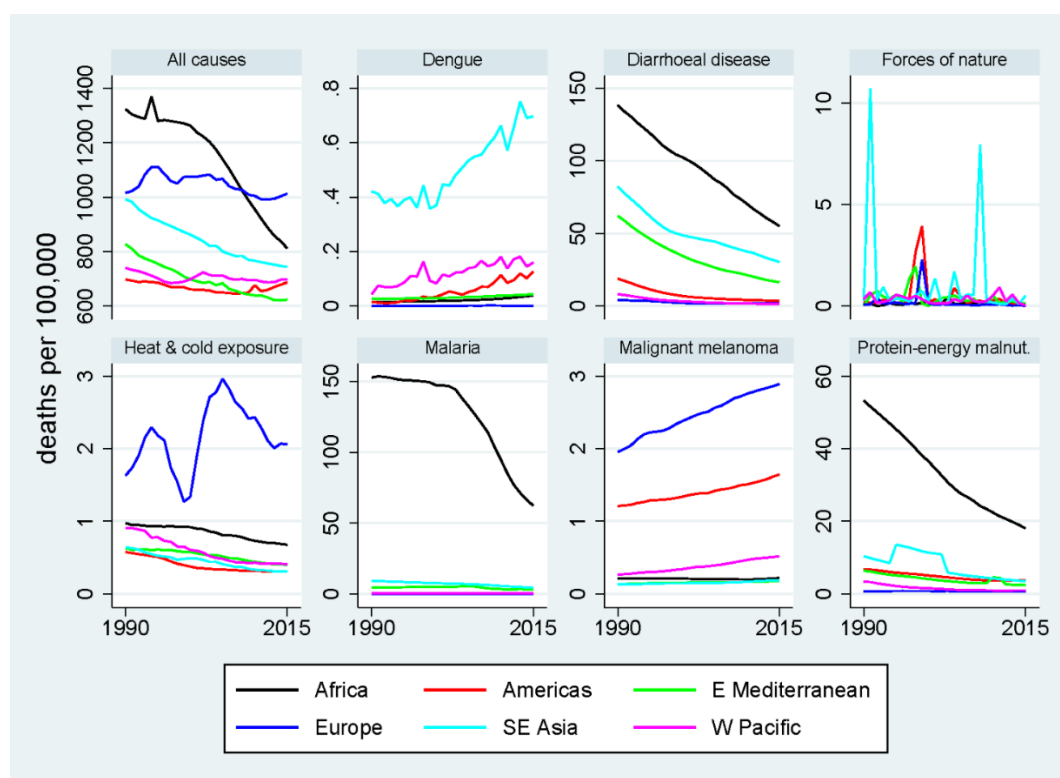 All causes
Dengue
Diarrhoeal disease
Forces of nature
deaths per 100,000
600 800 1000 1200 1400
0 .2 .4 .6 .8
0 50 100 150
0 5 10
Heat & cold exposure
Malaria
Malignant melanoma
Protein-energy malnut.
0 1 2 3
0 50 100 150
0 1 2 3
0 20 40 60
1990 2015
1990 2015
1990 2015
1990 2015
Africa Americas E Mediterranean
Europe SE Asia W Pacific